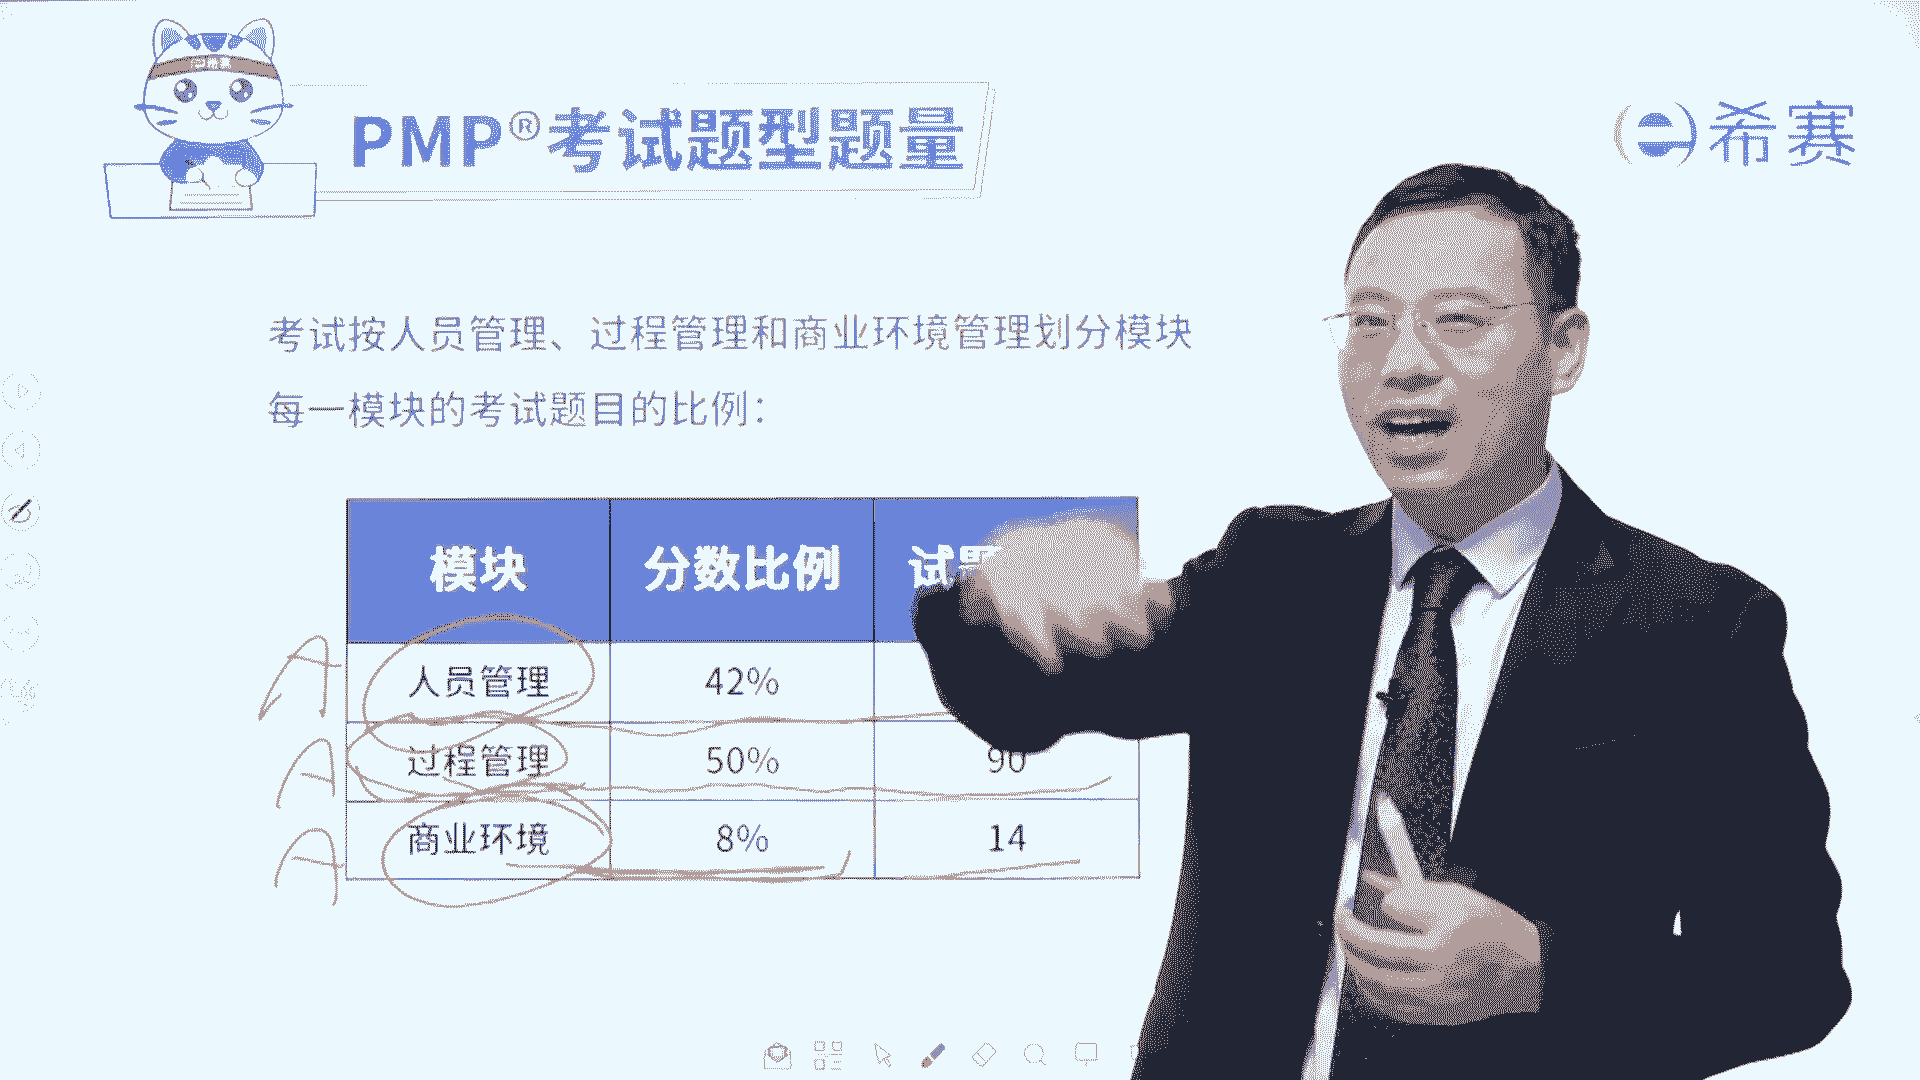 PMP®考试题型题量
希赛
考试按人员管理、过程管理和商业环境管理划分模块
每一模块的考试题目的比例：
模块 分数比例 试题
A 人员管理 42%
A 过程管理 50% 90
A 商业环境 8% 14